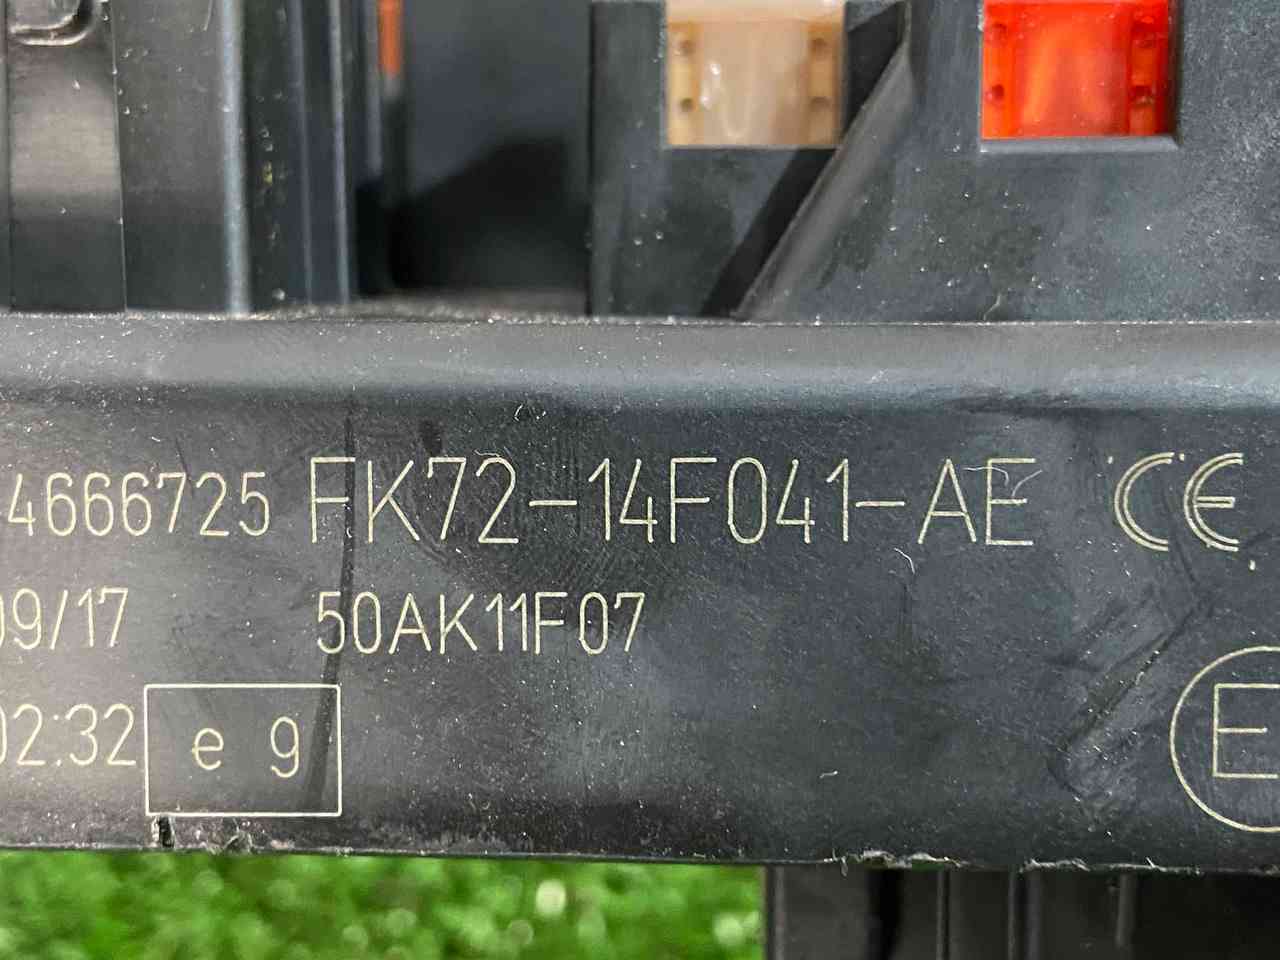 4666725 FK72-14F041-AE CE
09/17 50AK11F07
02:32 e 9 E